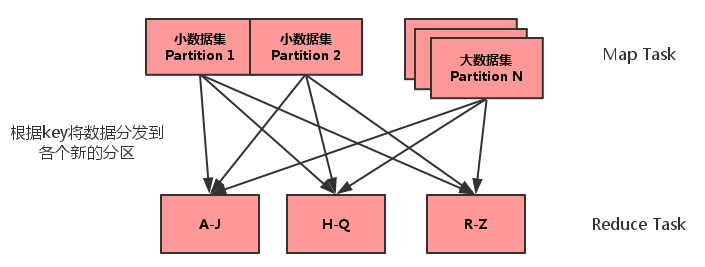 小数据集
Partition 1
小数据集
Partition 2
大数据集
Partition N
Map Task
根据key将数据分发到
各个新的分区
A-J
H-Q
R-Z
Reduce Task